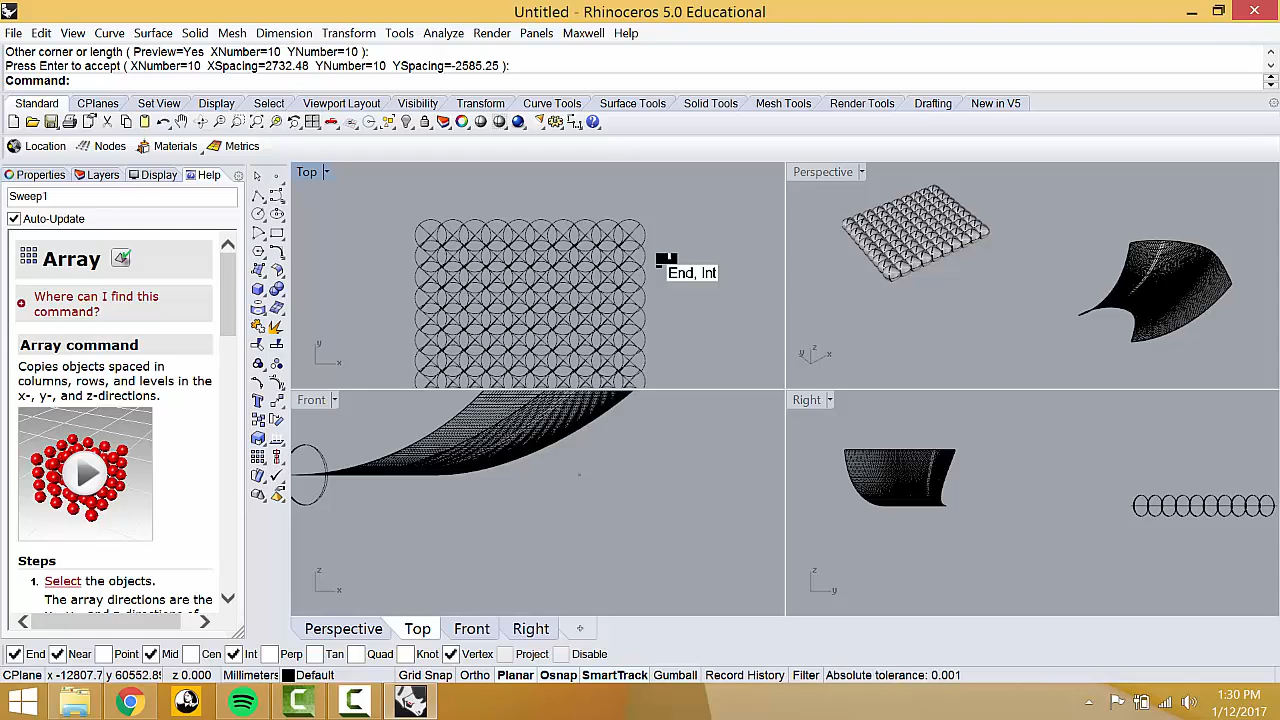 Untitled - Rhinoceros 5.0 Educational
File Edit View Curve Surface Solid Mesh Dimension Transform Tools Analyze Render Panels Maxwell Help
Other coror or length ( Preview=Yes XNumber=10 YNumber=10 ):
Press Enter to accept ( XNumber=10 XSpacing=2732.48 YNumber=10 YSpacing=-2585.25 ):
Command:
Standard CPlanes Set View Display Select Viewport Layout Visibility Transform Curve Tools Surface Tools Solid Tools Mesh Tools Render Tools Drafting New in V5
Location Nodes Materials Metrics
Properties Layers Display Help
Sweep1
Auto-Update
Array
Where can I find this
command?
Array command
Copies objects spaced in
columns, rows, and levels in the
x-, y-, and z-directions.
Steps
1. Select the objects.
The array directions are the
Top
End, Int
y
x
Perspective
z
y x
Front
z
x
Right
z
y
Perspective Top Front Right
End Near Point Mid Cen Int Perp Tan Quad Knot Vertex Project Disable
CPlane x -12807.7 y 60552.8 z 0.000 Millimeters Default Grid Snap Ortho Planar Osnap SmartTrack Gumball Record History Filter Absolute tolerance: 0.001
1:30 PM
1/12/2017